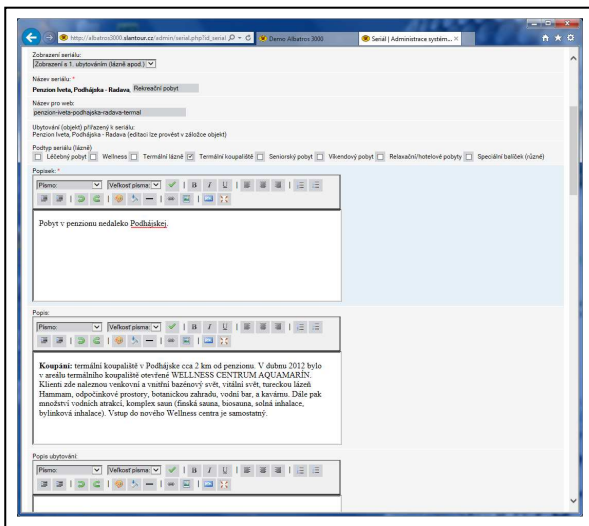 http://albatros3000.slantour.cz/admin/serial.php?id_serial
Demo Albatros 3000
Seriál | Administrace systém...
Zobrazení seriálu:
Zobrazení s 1. ubytováním (lázně apod.)
Název seriálu: *
Penzion Iveta, Podhájska - Radava, Rekreační pobyt
Název pro web:
penzion-iveta-podhajska-radava-termal
Ubytování (objekt) přiřazený k seriálu:
Penzion Iveta, Podhájska - Radava (editaci lze provést v záložce objekt)
Podtyp seriálu (lázně)
Léčebný pobyt Wellness Termální lázně Termální koupaliště Seniorský pobyt Víkendový pobyt Relaxační/hotelové pobyty Speciální balíček (různé)
Popisek: *
Písmo: Veľkosť písma: B I U
Pobyt v penzionu nedaleko Podhájskej.
Popis:
Písmo: Veľkosť písma: B I U
Koupání: termální koupaliště v Podhájske cca 2 km od penzionu. V dubnu 2012 bylo
v areálu termálního koupaliště otevřené WELLNESS CENTRUM AQUAMARÍN.
Klienti zde naleznou venkovní a vnitřní bazénový svět, vitální svět, tureckou lázeň
Hammam, odpočinkové prostory, botanickou zahradu, vodní bar, a kavárnu. Dále pak
množství vodních atrakcí, komplex saun (finská sauna, biosauna, solná inhalace,
bylinková inhalace). Vstup do nového Wellness centra je samostatný.
Popis ubytování:
Písmo: Veľkosť písma: B I U